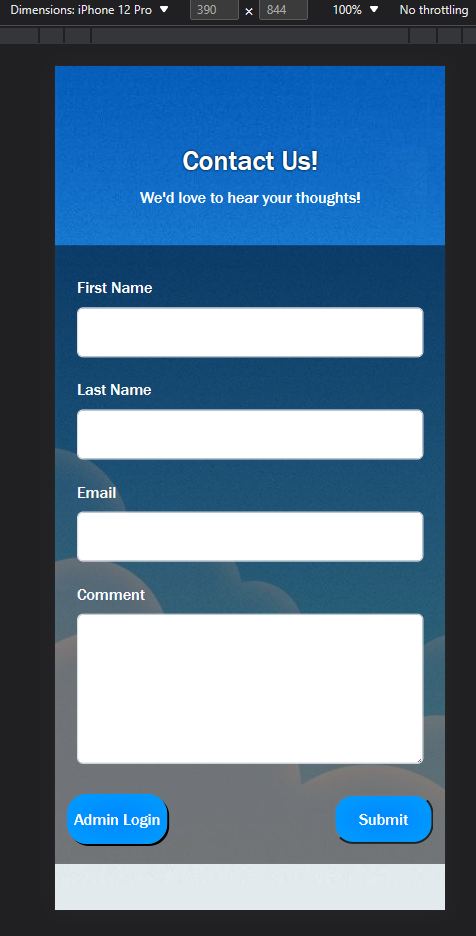 Dimensions: iPhone 12 Pro 390 × 844 100% No throttling
Contact Us!
We'd love to hear your thoughts!
First Name
Last Name
Email
Comment
Admin Login Submit